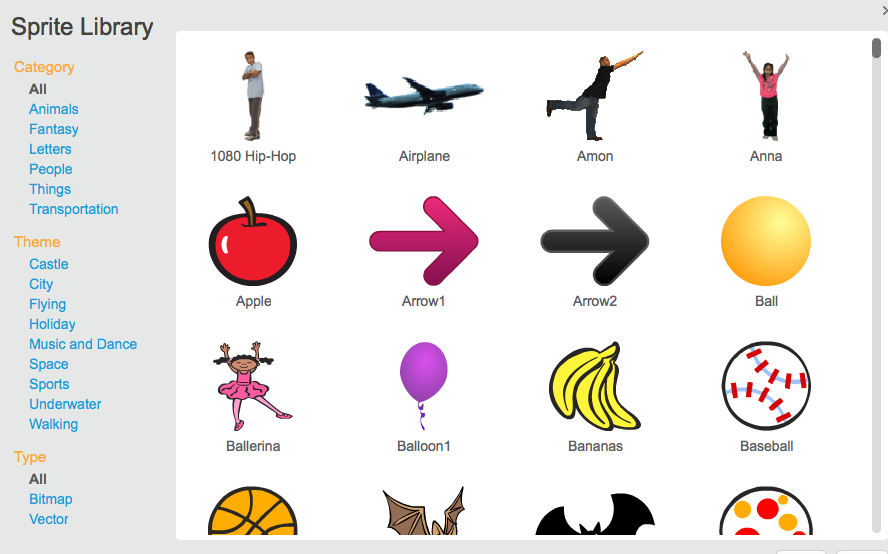 Sprite Library
Category
All
Animals
Fantasy
Letters
People
Things
Transportation
Theme
Castle
City
Flying
Holiday
Music and Dance
Space
Sports
Underwater
Walking
Type
All
Bitmap
Vector
1080 Hip-Hop
Airplane
Amon
Anna
Apple
Arrow1
Arrow2
Ball
Ballerina
Balloon1
Bananas
Baseball